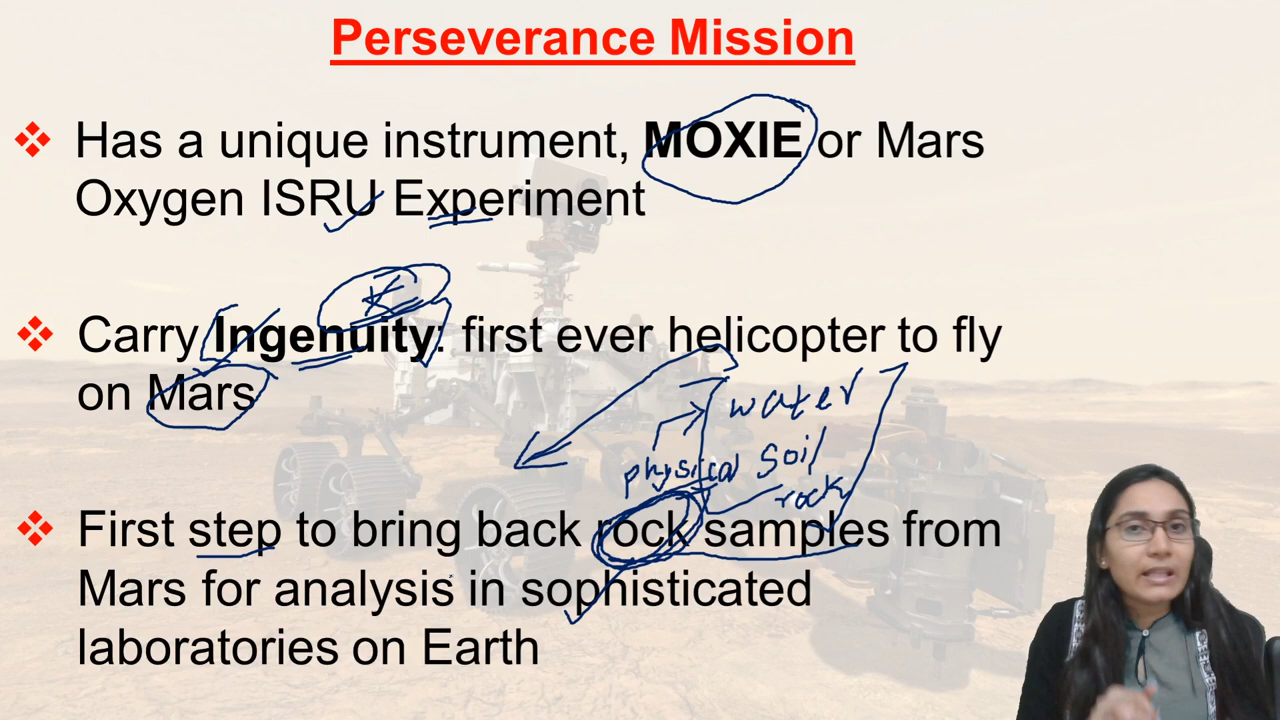 Perseverance Mission
Has a unique instrument, MOXIE or Mars
Oxygen ISRU Experiment
Carry Ingenuity: first ever helicopter to fly
on Mars
water
physical soil
rock
First step to bring back rock samples from
Mars for analysis in sophisticated
laboratories on Earth